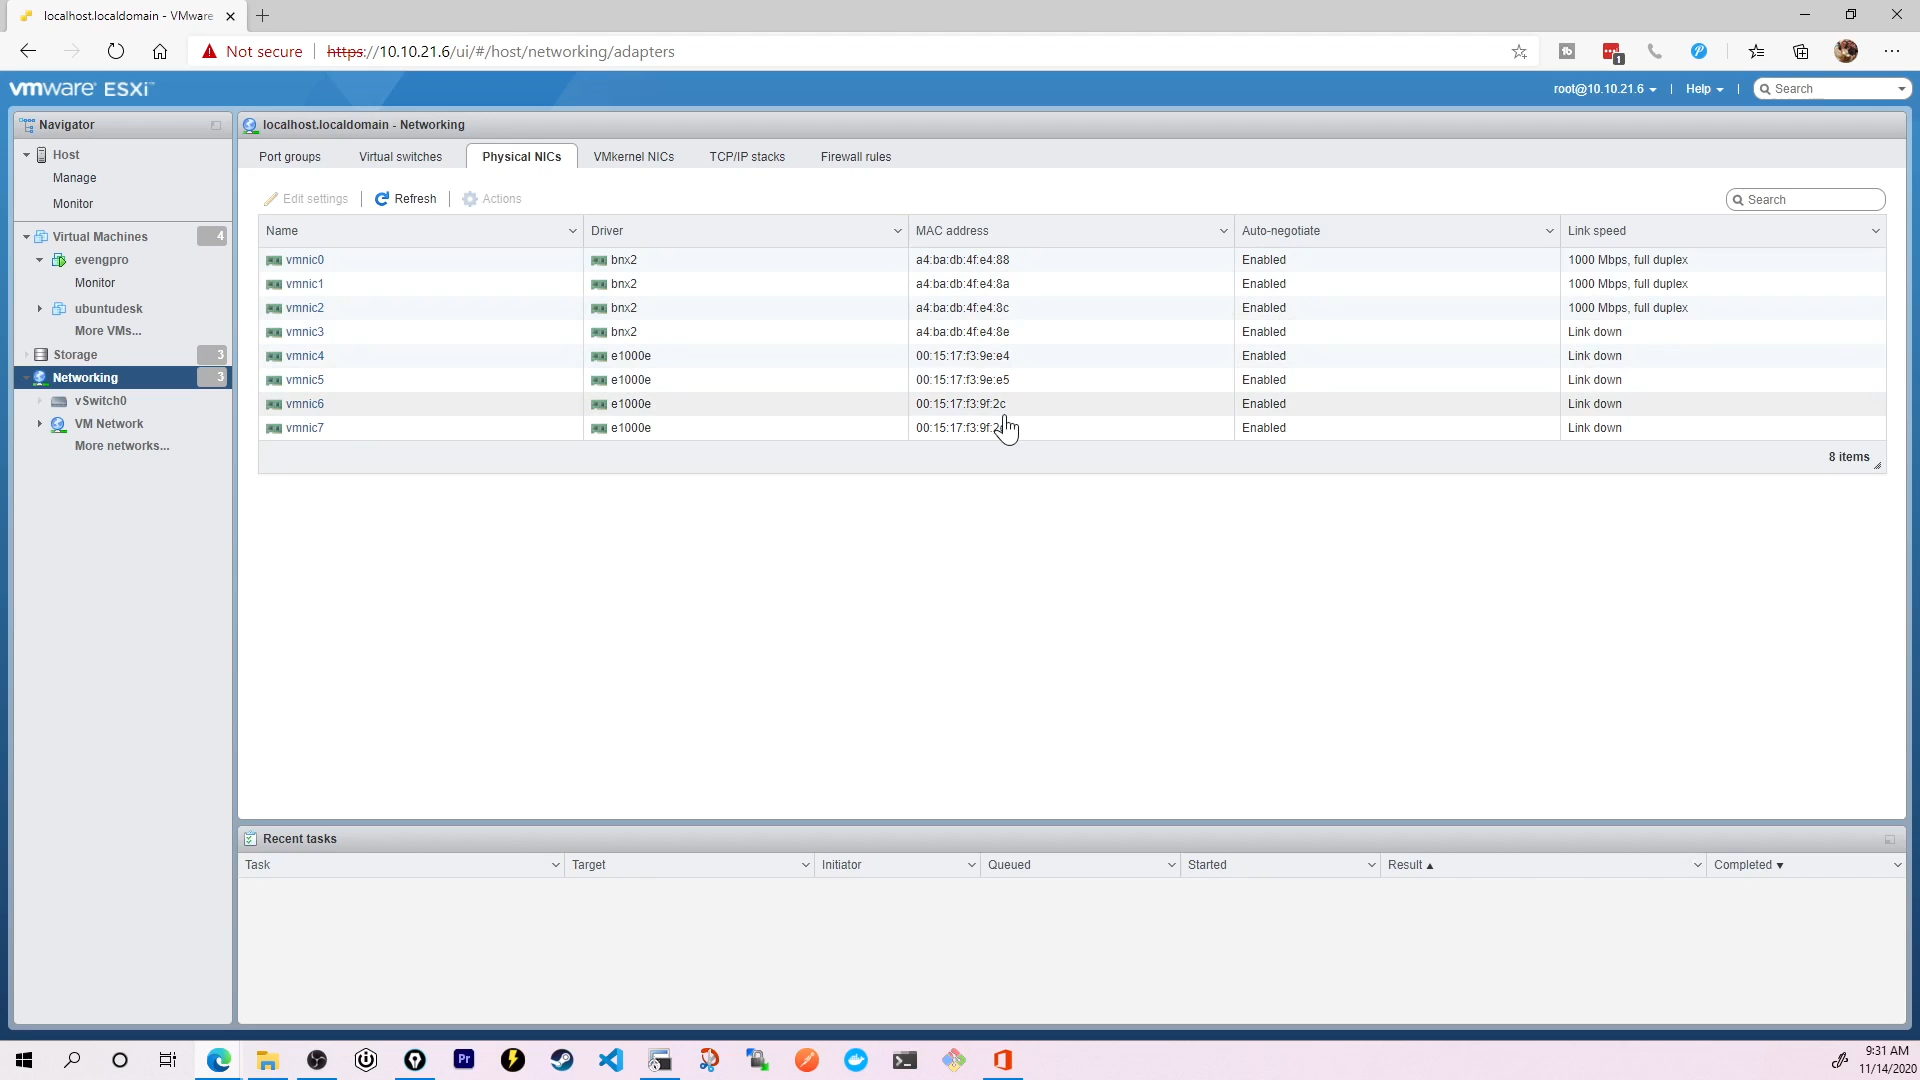 localhost.localdomain - VMware
Not secure
https://10.10.21.6/ui/#/host/networking/adapters
1
vmware ESXi™
root@10.10.21.6
|
Help
|
Search
Navigator
Host
Manage
Monitor
Virtual Machines 4
evengpro
Monitor
ubuntudesk
More VMs...
Storage 3
Networking 3
vSwitch0
VM Network
More networks...
localhost.localdomain - Networking
Port groups Virtual switches Physical NICs VMkernel NICs TCP/IP stacks Firewall rules
Edit settings | Refresh | Actions
Search
Name Driver MAC address Auto-negotiate Link speed
vmnic0 bnx2 a4:ba:db:4f:e4:88 Enabled 1000 Mbps, full duplex
vmnic1 bnx2 a4:ba:db:4f:e4:8a Enabled 1000 Mbps, full duplex
vmnic2 bnx2 a4:ba:db:4f:e4:8c Enabled 1000 Mbps, full duplex
vmnic3 bnx2 a4:ba:db:4f:e4:8e Enabled Link down
vmnic4 e1000e 00:15:17:f3:9e:e4 Enabled Link down
vmnic5 e1000e 00:15:17:f3:9e:e5 Enabled Link down
vmnic6 e1000e 00:15:17:f3:9f:2c Enabled Link down
vmnic7 e1000e Enabled Link down
8 items
Recent tasks
Task Target Initiator Queued Started Result ▲ Completed ▼
Pr
9:31 AM
11/14/2020